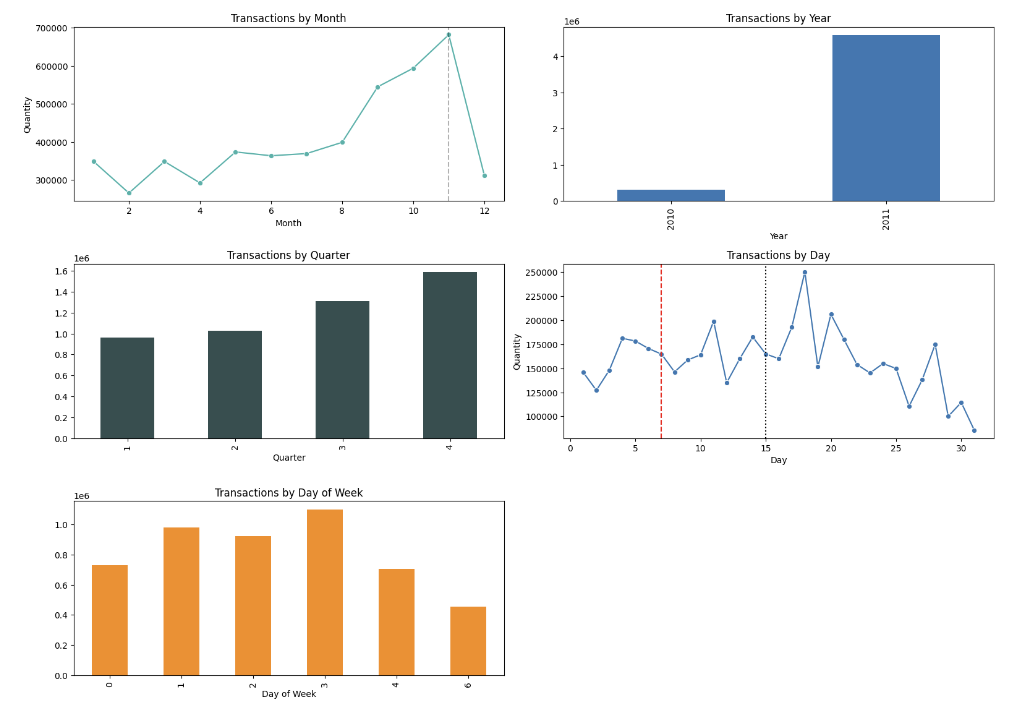 Transactions by Month
700000
600000
500000
400000
300000
Quantity
2 4 6 8 10 12
Month
Transactions by Year
1e6
4
3
2
1
0
2010 2011
Year
Transactions by Quarter
1e6
1.6
1.4
1.2
1.0
0.8
0.6
0.4
0.2
0.0
1 2 3 4
Quarter
Transactions by Day
250000
225000
200000
175000
150000
125000
100000
Quantity
0 5 10 15 20 25 30
Day
Transactions by Day of Week
1e6
1.0
0.8
0.6
0.4
0.2
0.0
0 1 2 3 4 6
Day of Week